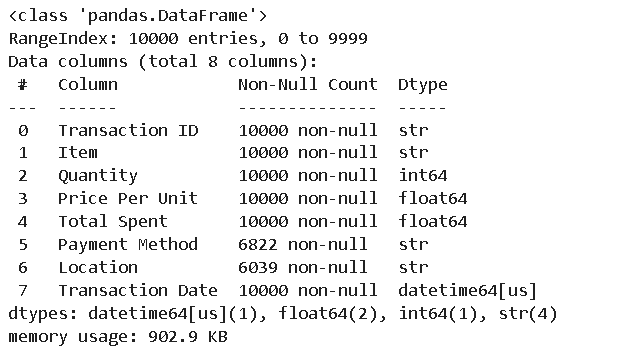 <class 'pandas.DataFrame'>
RangeIndex: 10000 entries, 0 to 9999
Data columns (total 8 columns):
 #   Column            Non-Null Count  Dtype
---  ------            --------------  -----
 0   Transaction ID    10000 non-null  str
 1   Item              10000 non-null  str
 2   Quantity          10000 non-null  int64
 3   Price Per Unit    10000 non-null  float64
 4   Total Spent       10000 non-null  float64
 5   Payment Method    6822 non-null   str
 6   Location          6039 non-null   str
 7   Transaction Date  10000 non-null  datetime64[us]
dtypes: datetime64[us](1), float64(2), int64(1), str(4)
memory usage: 902.9 KB